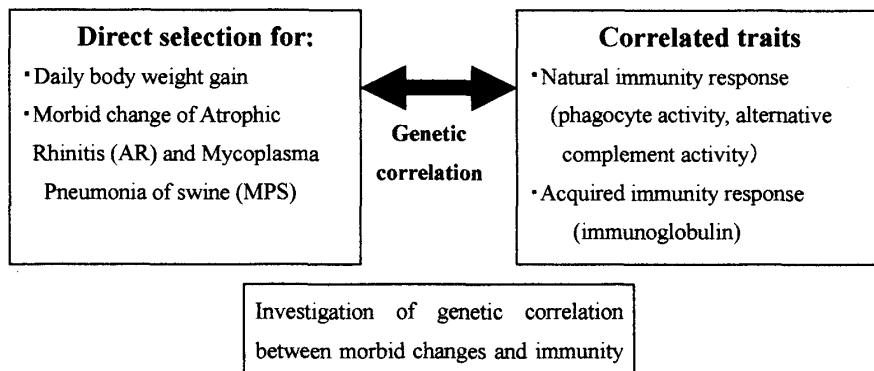 Direct selection for:
・Daily body weight gain
・Morbid change of Atrophic
Rhinitis (AR) and Mycoplasma
Pneumonia of swine (MPS)
Genetic
correlation
Correlated traits
・Natural immunity response
(phagocyte activity, alternative
complement activity)
・Acquired immunity response
(immunoglobulin)
Investigation of genetic correlation
between morbid changes and immunity